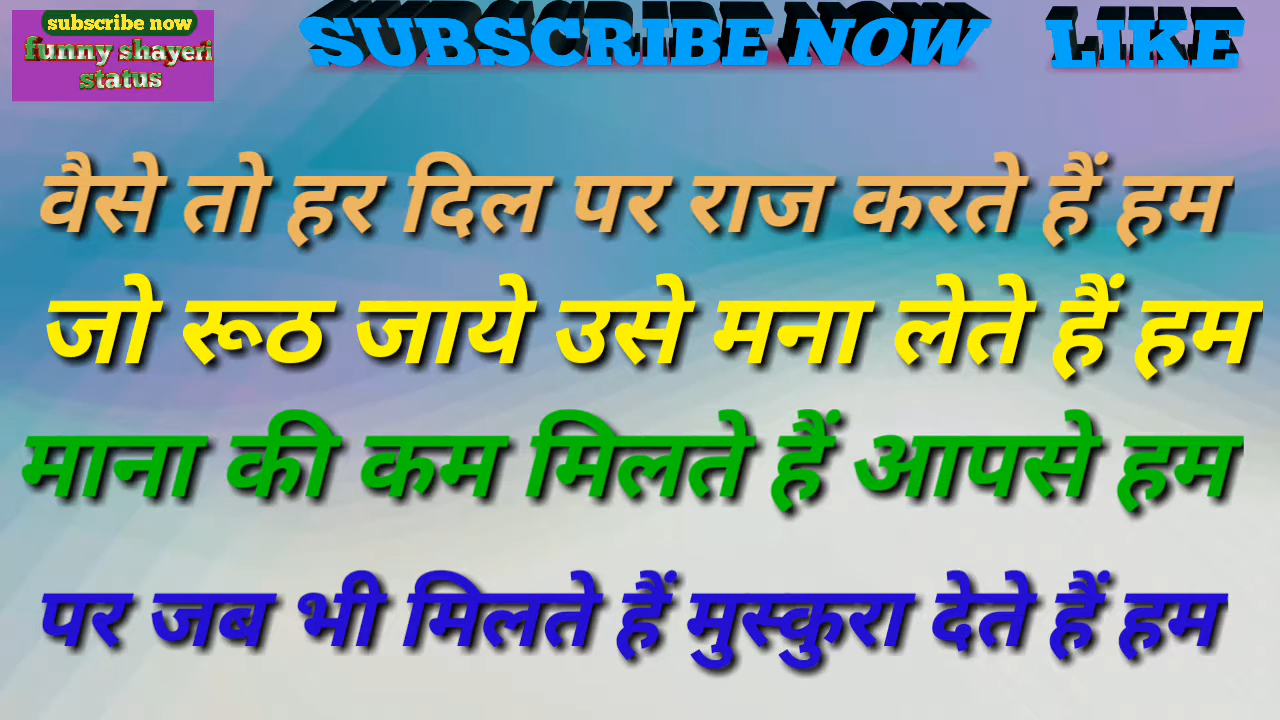 subscribe now
funny shayeri
status
SUBSCRIBE NOW LIKE
वैसे तो हर दिल पर राज करते हैं हम
जो रूठ जाये उसे मना लेते हैं हम
माना की कम मिलते हैं आपसे हम
पर जब भी मिलते हैं मुस्कुरा देते हैं हम